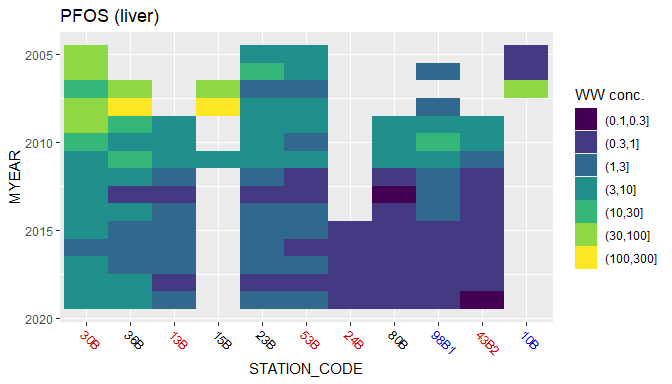 PFOS (liver)
MYEAR
2005
2010
2015
2020
30B 36B 13B 15B 23B 53B 24B 80B 98B1 43B2 10B
STATION_CODE
WW conc.
(0.1,0.3]
(0.3,1]
(1,3]
(3,10]
(10,30]
(30,100]
(100,300]